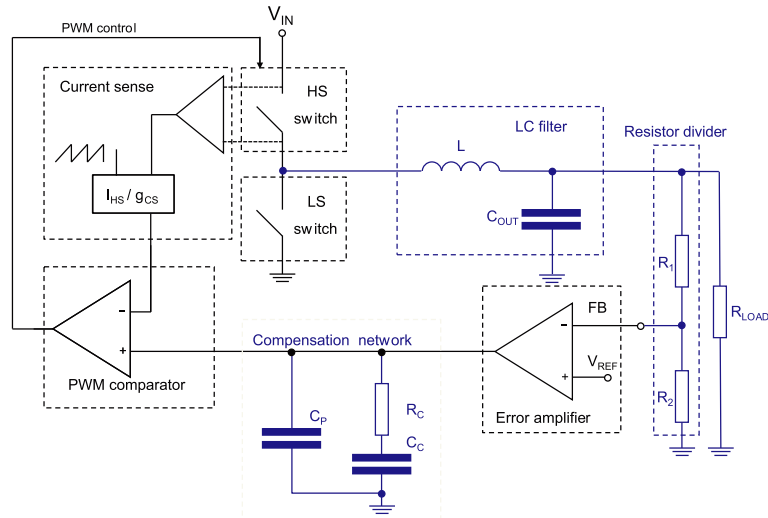 V_IN
PWM control
Current sense
HS
switch
LC filter
Resistor divider
L
I_HS / g_CS
LS
switch
C_OUT
R_1
FB
R_LOAD
Compensation network
V_REF
PWM comparator
R_C
R_2
C_P
Error amplifier
C_C
-
+
-
+